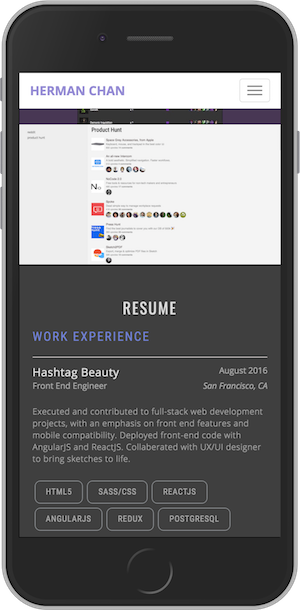 HERMAN CHAN
Product Hunt
RESUME
WORK EXPERIENCE
Hashtag Beauty
August 2016
Front End Engineer
San Francisco, CA
Executed and contributed to full-stack web development
projects, with an emphasis on front end features and
mobile compatibility. Deployed front-end code with
AngularJS and ReactJS. Collaberated with UX/UI designer
to bring sketches to life.
HTML5 SASS/CSS REACTJS
ANGULARJS REDUX POSTGRESQL